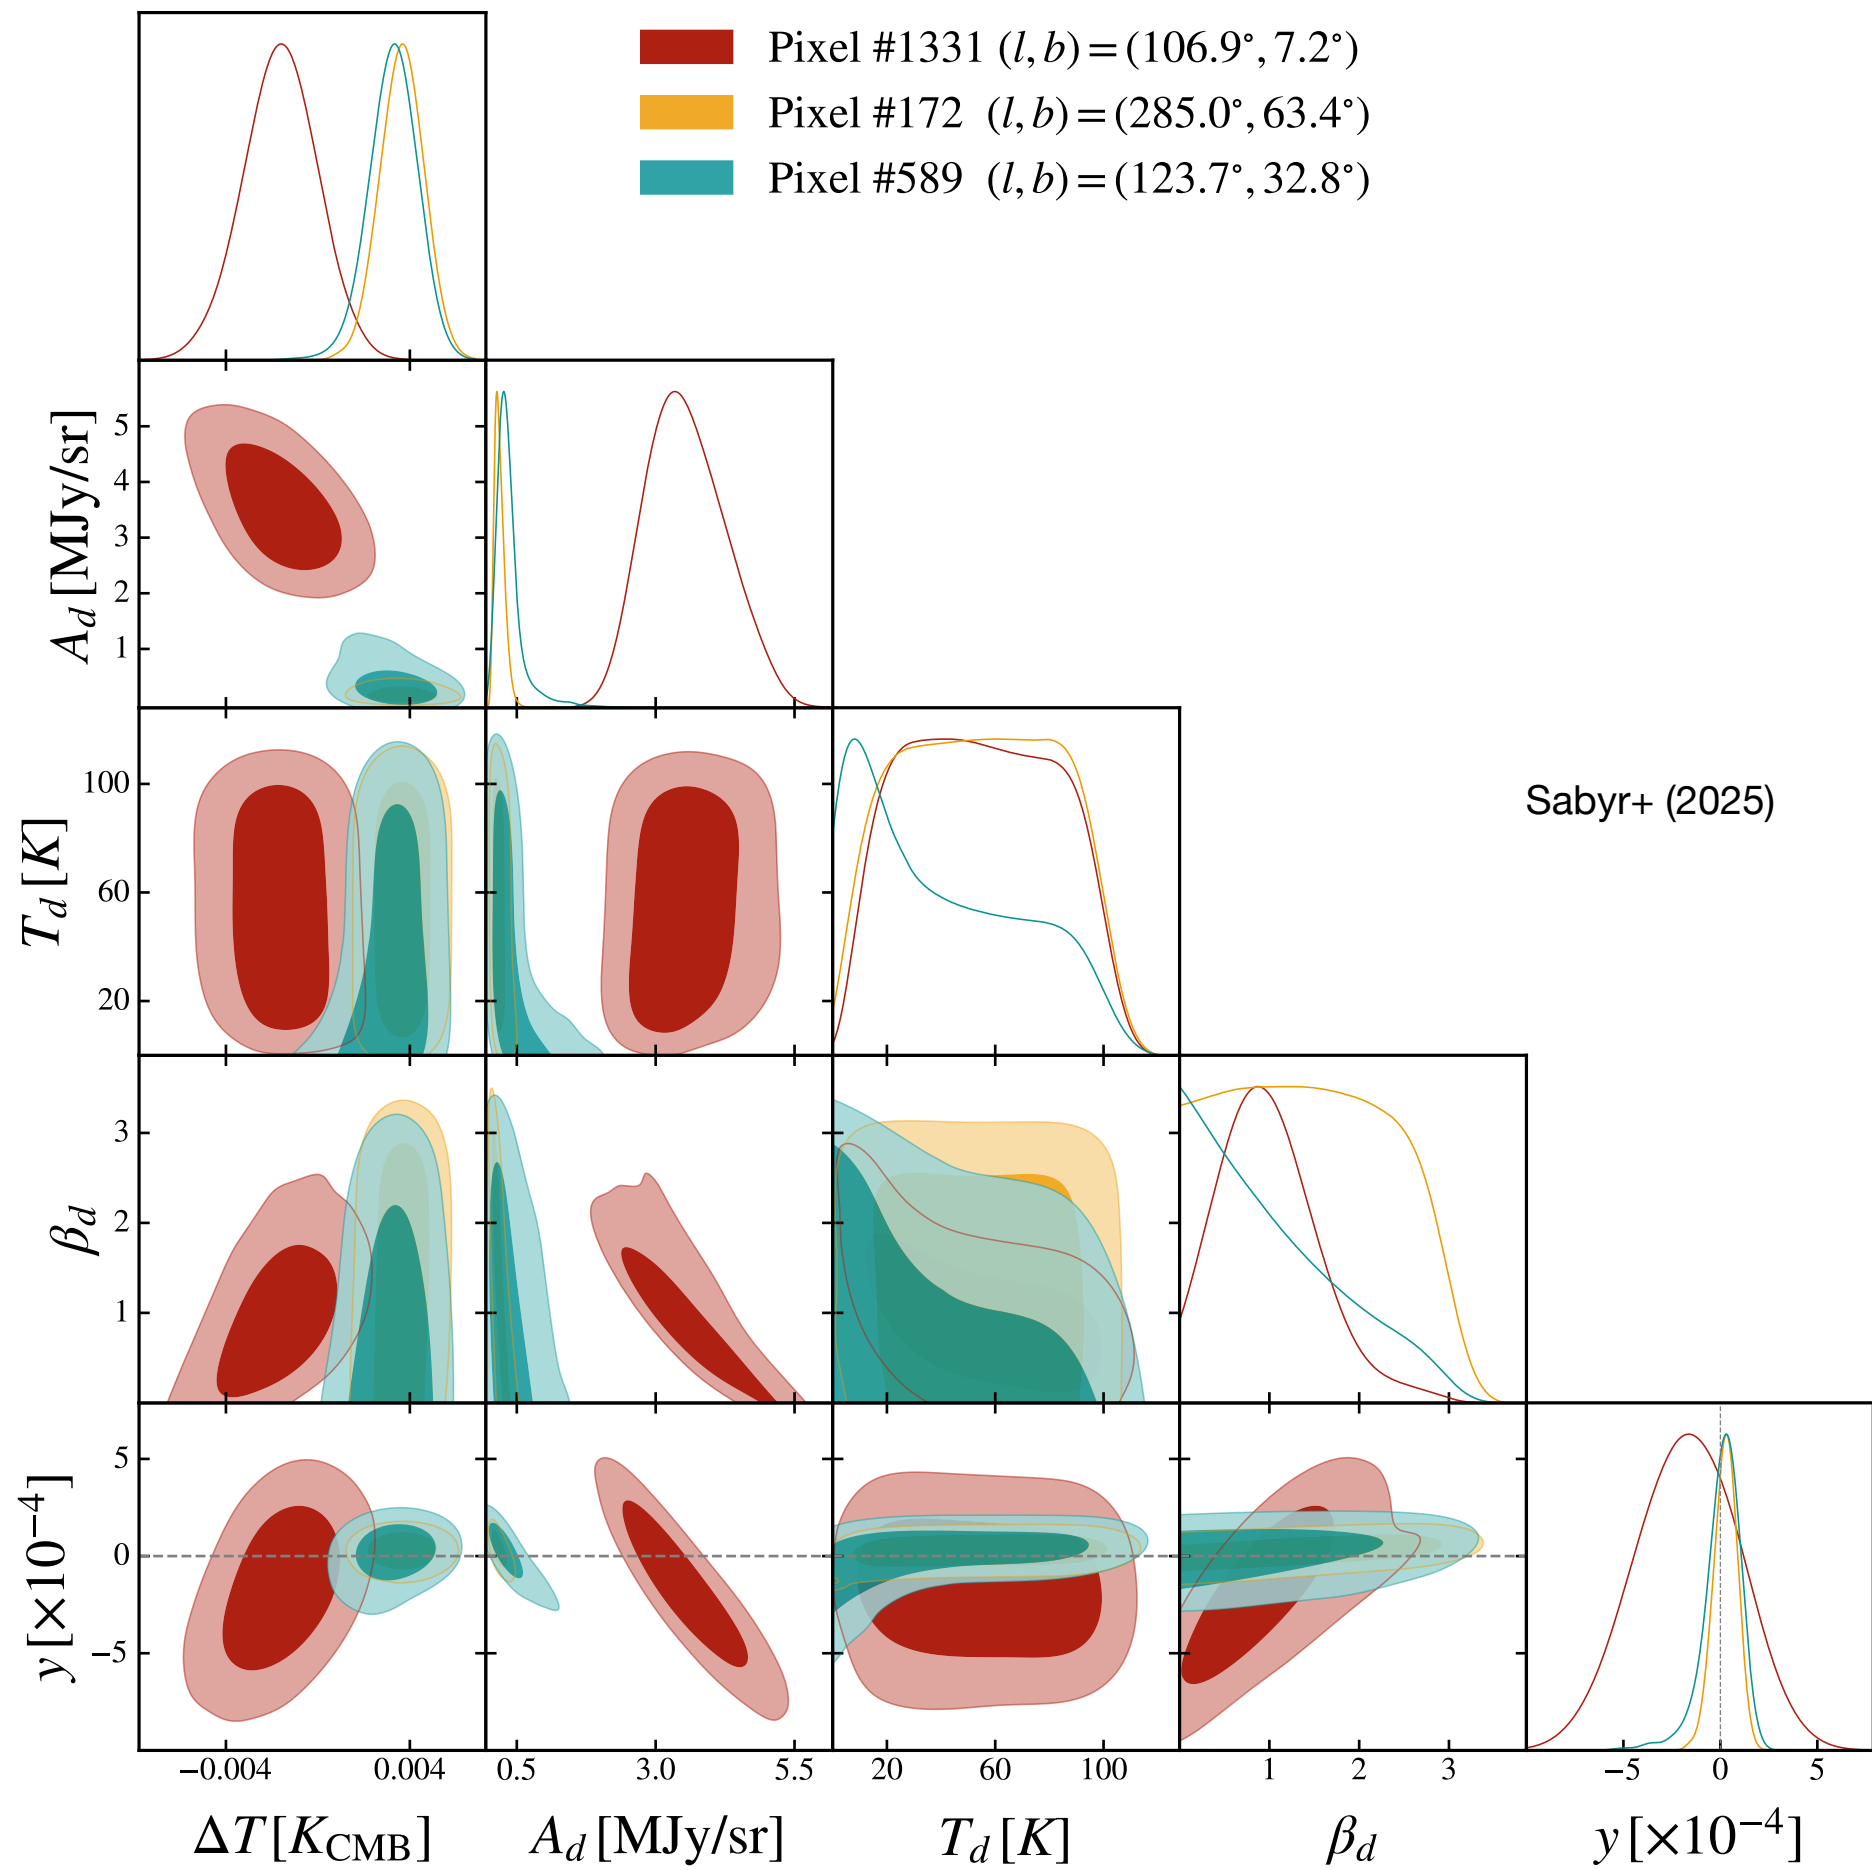 Pixel #1331 (l, b) = (106.9°, 7.2°)
Pixel #172 (l, b) = (285.0°, 63.4°)
Pixel #589 (l, b) = (123.7°, 32.8°)
A_d [MJy/sr]
5
4
3
2
1
T_d [K]
100
60
20
Sabyr+ (2025)
β_d
3
2
1
y [×10⁻⁴]
5
0
−5
−0.004 0.004 0.5 3.0 5.5 20 60 100 1 2 3 −5 0 5
ΔT [K_CMB] A_d [MJy/sr] T_d [K] β_d y [×10⁻⁴]